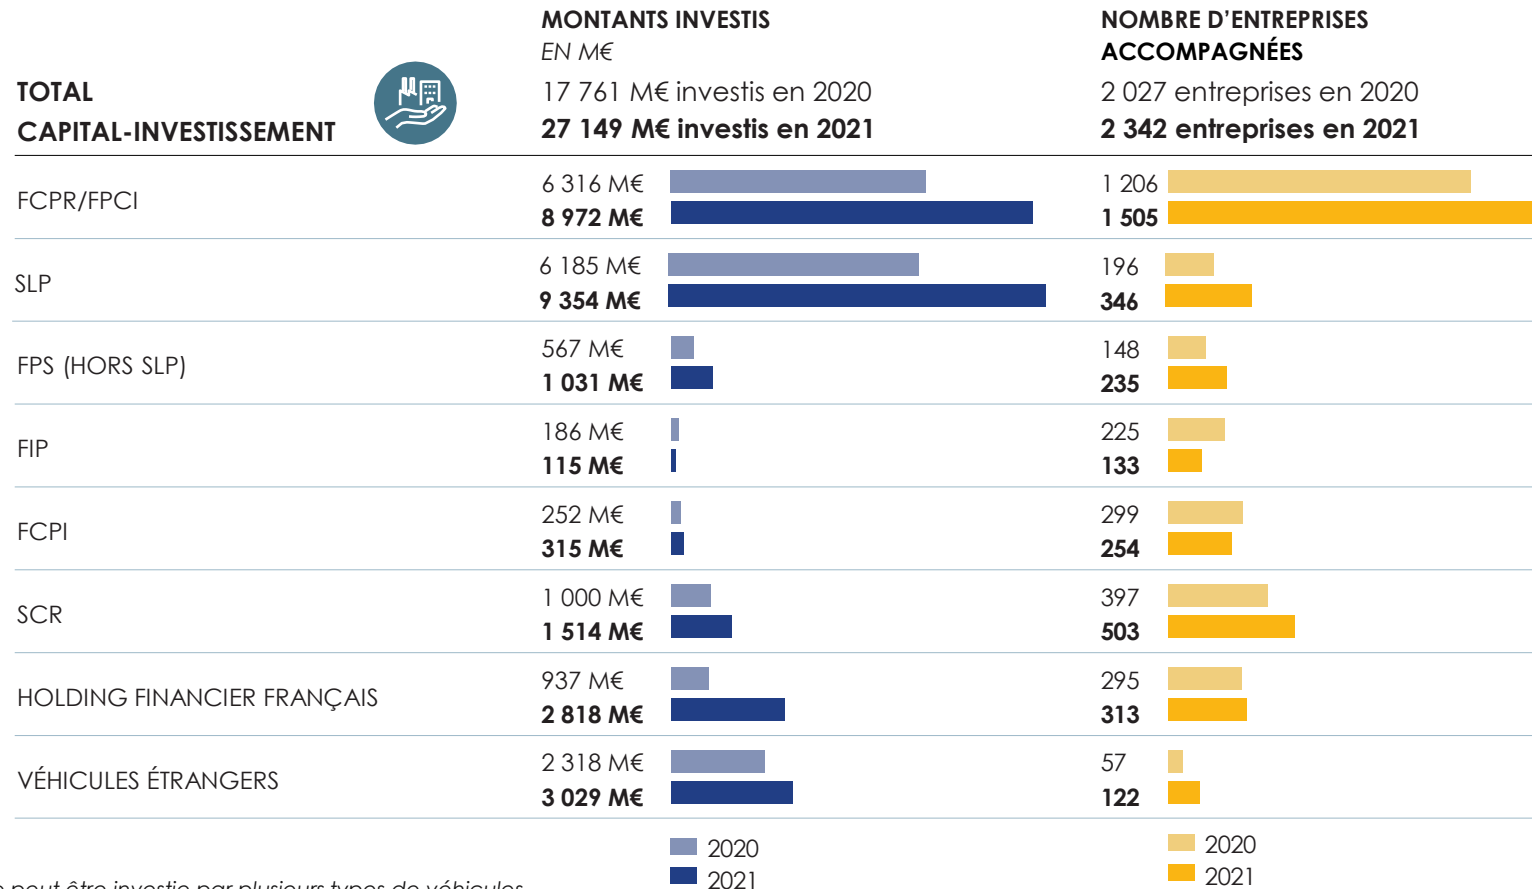 MONTANTS INVESTIS
EN M€
17 761 M€ investis en 2020
27 149 M€ investis en 2021
NOMBRE D’ENTREPRISES
ACCOMPAGNÉES
2 027 entreprises en 2020
2 342 entreprises en 2021
TOTAL
CAPITAL-INVESTISSEMENT
FCPR/FPCI
6 316 M€
8 972 M€
1 206
1 505
SLP
6 185 M€
9 354 M€
196
346
FPS (HORS SLP)
567 M€
1 031 M€
148
235
FIP
186 M€
115 M€
225
133
FCPI
252 M€
315 M€
299
254
SCR
1 000 M€
1 514 M€
397
503
HOLDING FINANCIER FRANÇAIS
937 M€
2 818 M€
295
313
VÉHICULES ÉTRANGERS
2 318 M€
3 029 M€
57
122
2020
2021
2020
2021
peut être investie par plusieurs types de véhicules